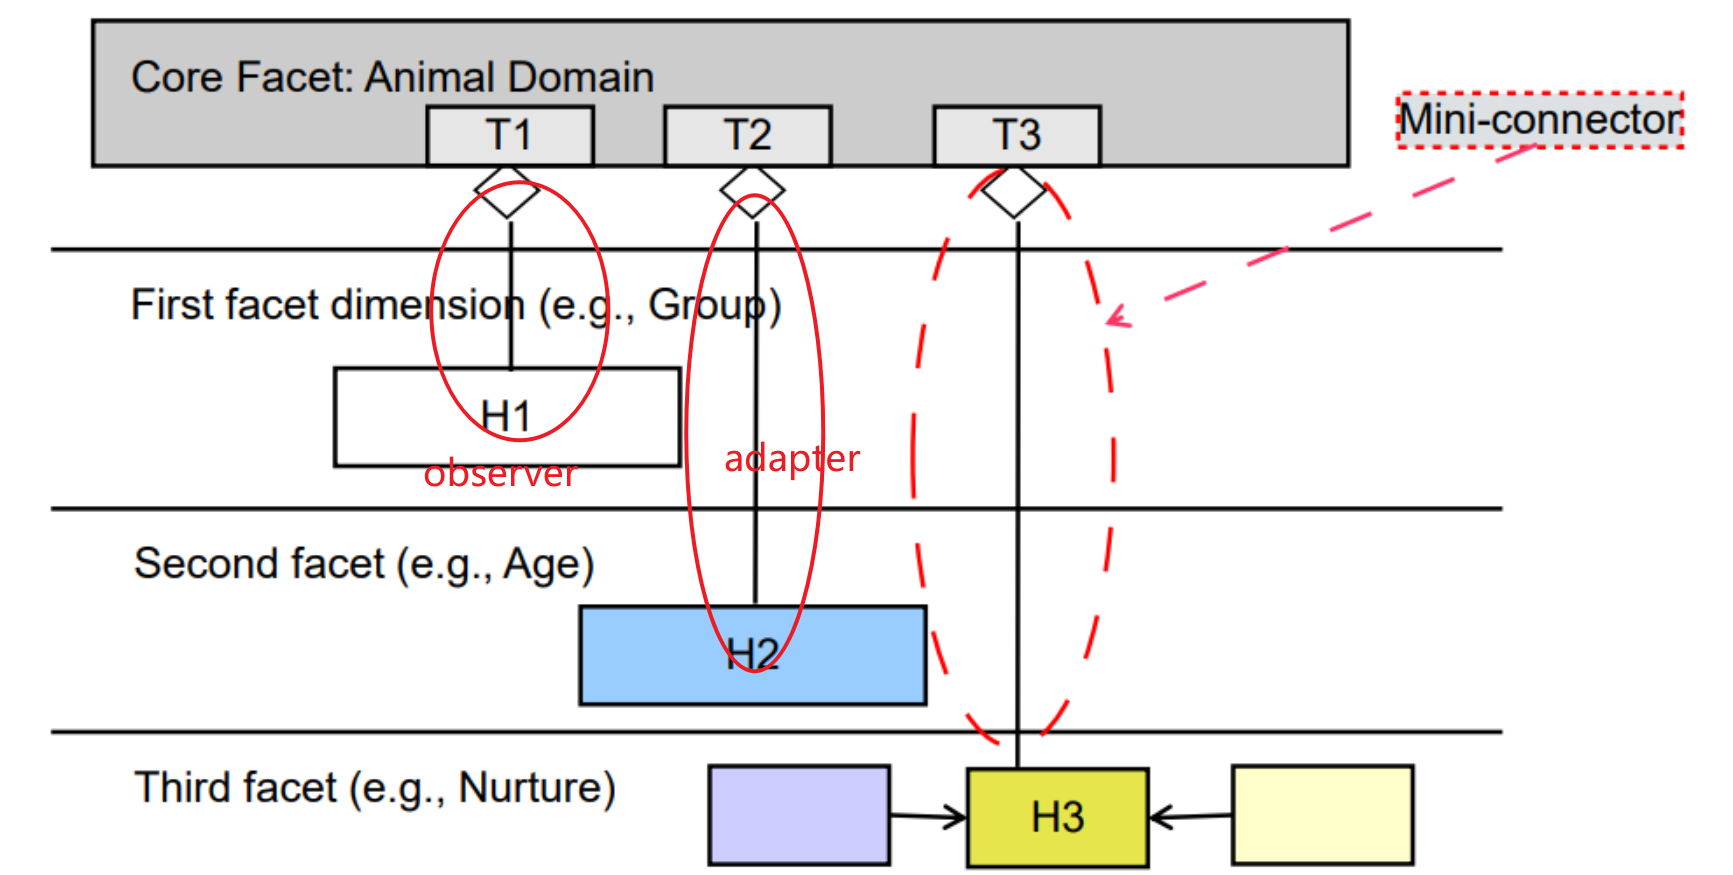 Core Facet: Animal Domain
T1 T2 T3
Mini-connector
First facet dimension (e.g., Group)
H1
observer
adapter
Second facet (e.g., Age)
H2
Third facet (e.g., Nurture)
H3